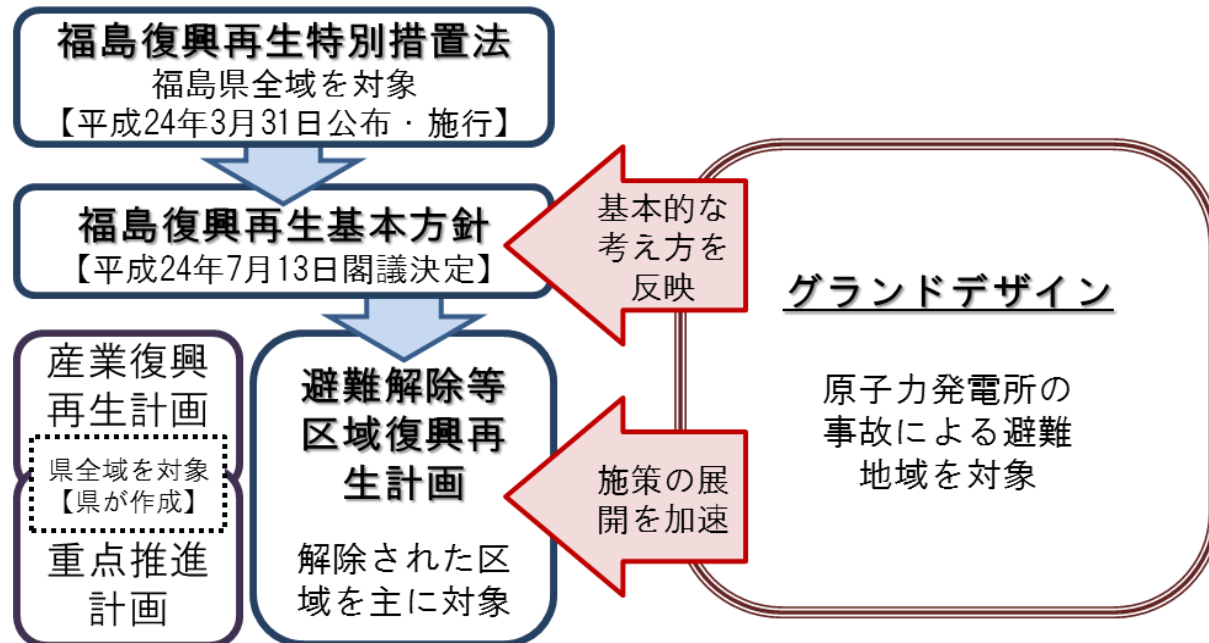 福島復興再生特別措置法
福島県全域を対象
【平成24年3月31日公布・施行】
福島復興再生基本方針
【平成24年7月13日閣議決定】
基本的な
考え方を
反映
グランドデザイン
原子力発電所の
事故による避難
地域を対象
産業復興
再生計画
県全域を対象
【県が作成】
重点推進
計画
避難解除等
区域復興再
生計画
解除された区
域を主に対象
施策の展
開を加速